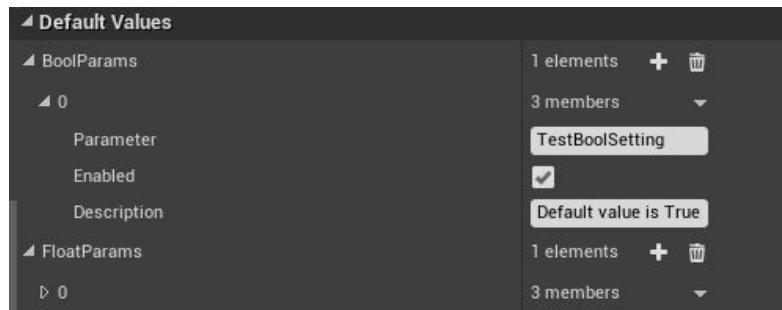 Default Values
BoolParams 1 elements
0 3 members
Parameter TestBoolSetting
Enabled
Description Default value is True
FloatParams 1 elements
0 3 members